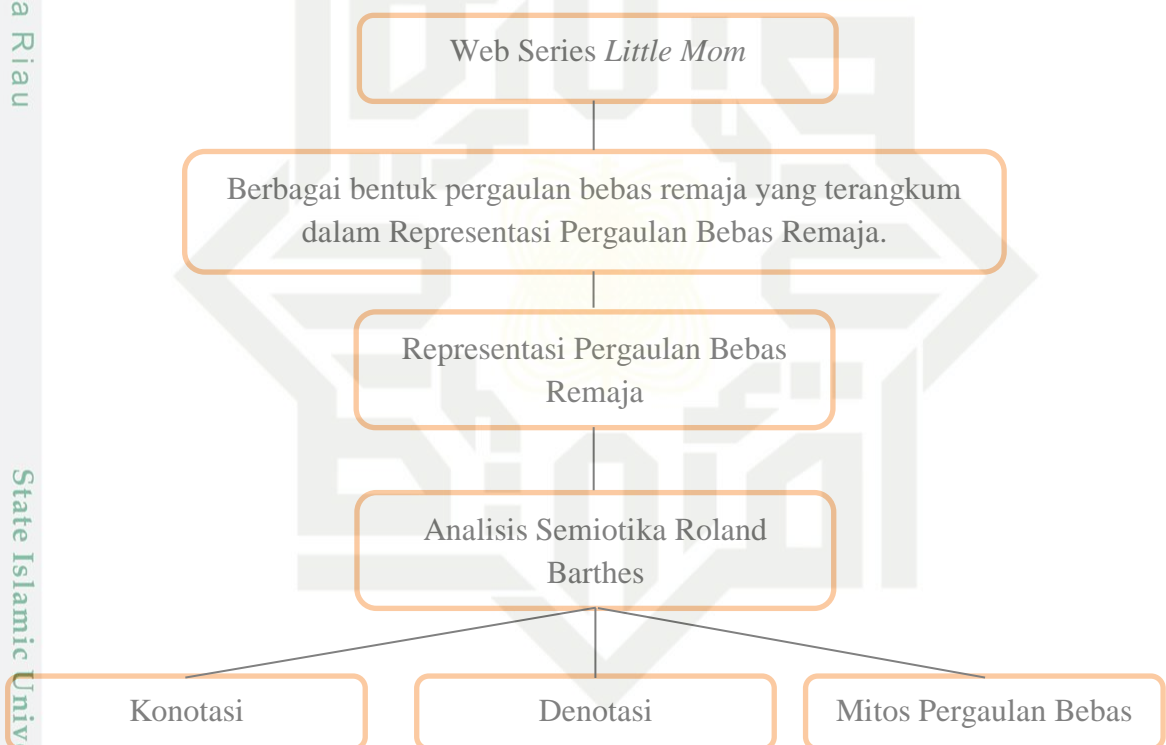 a Riau
Web Series Little Mom
Berbagai bentuk pergaulan bebas remaja yang terangkum
dalam Representasi Pergaulan Bebas Remaja.
Representasi Pergaulan Bebas
Remaja
Analisis Semiotika Roland
Barthes
State Islamic Unive
Konotasi
Denotasi
Mitos Pergaulan Bebas